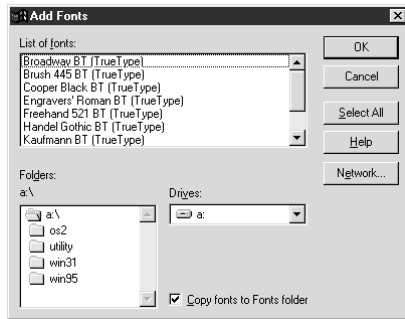 Add Fonts
List of fonts:
Broadway BT (TrueType)
Brush 445 BT (TrueType)
Cooper Black BT (TrueType)
Engravers' Roman BT (TrueType)
Freehand 521 BT (TrueType)
Handel Gothic BT (TrueType)
Kaufmann BT (TrueType)
OK
Cancel
Select All
Help
Network...
Folders:
a:\
a:\
os2
utility
win31
win95
Drives:
a:
Copy fonts to Fonts folder